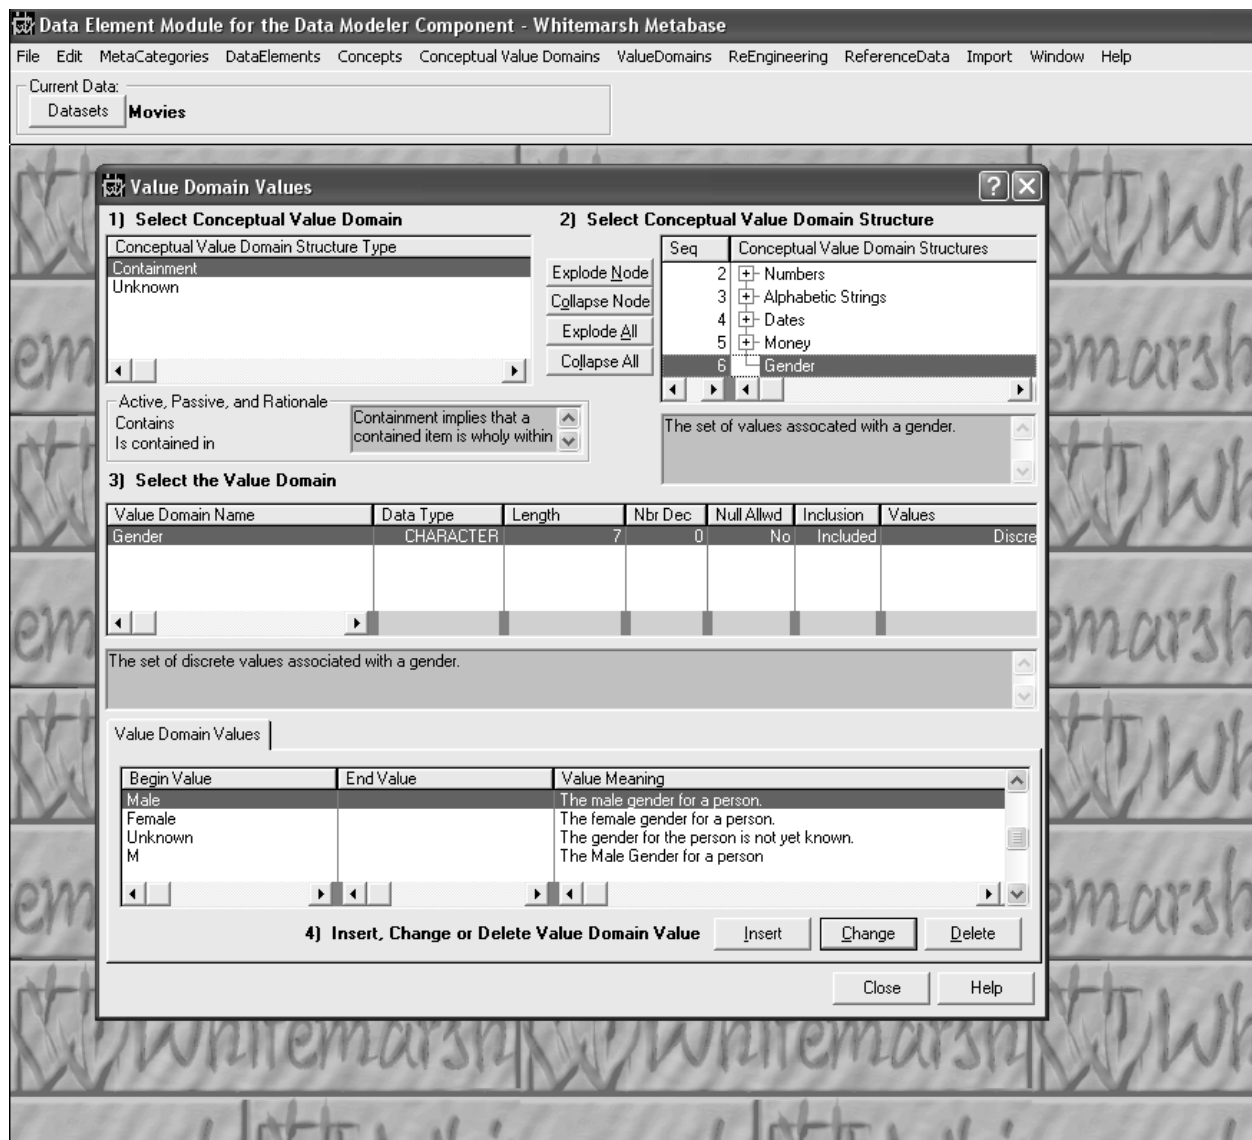 Data Element Module for the Data Modeler Component - Whitemarsh Metabase
File Edit MetaCategories DataElements Concepts Conceptual Value Domains ValueDomains ReEngineering ReferenceData Import Window Help
Current Data:
Datasets Movies
Value Domain Values
1) Select Conceptual Value Domain
2) Select Conceptual Value Domain Structure
Conceptual Value Domain Structure Type
Containment
Unknown
Explode Node
Collapse Node
Explode All
Collapse All
Seq Conceptual Value Domain Structures
2 Numbers
3 Alphabetic Strings
4 Dates
5 Money
6 Gender
Active, Passive, and Rationale
Contains
Is contained in
Containment implies that a
contained item is wholy within
The set of values assocated with a gender.
3) Select the Value Domain
Value Domain Name Data Type Length Nbr Dec Null Allwd Inclusion Values
Gender CHARACTER 7 0 No Included Discre
The set of discrete values associated with a gender.
Value Domain Values
Begin Value End Value Value Meaning
Male The male gender for a person.
Female The female gender for a person.
Unknown The gender for the person is not yet known.
M The Male Gender for a person
4) Insert, Change or Delete Value Domain Value Insert Change Delete
Close Help
Whitemarsh Whitemarsh